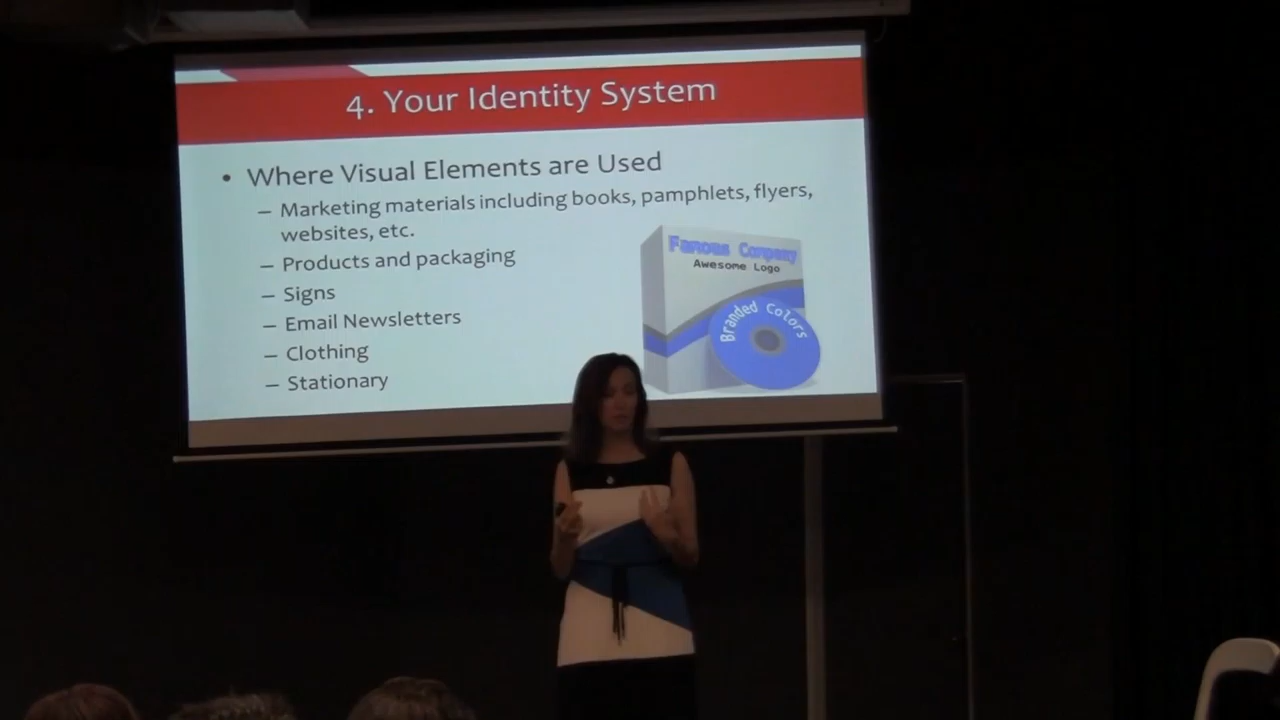 4. Your Identity System
• Where Visual Elements are Used
– Marketing materials including books, pamphlets, flyers,
websites, etc.
– Products and packaging
– Signs
– Email Newsletters
– Clothing
– Stationary
Famous Company
Awesome Logo
Branded Colors